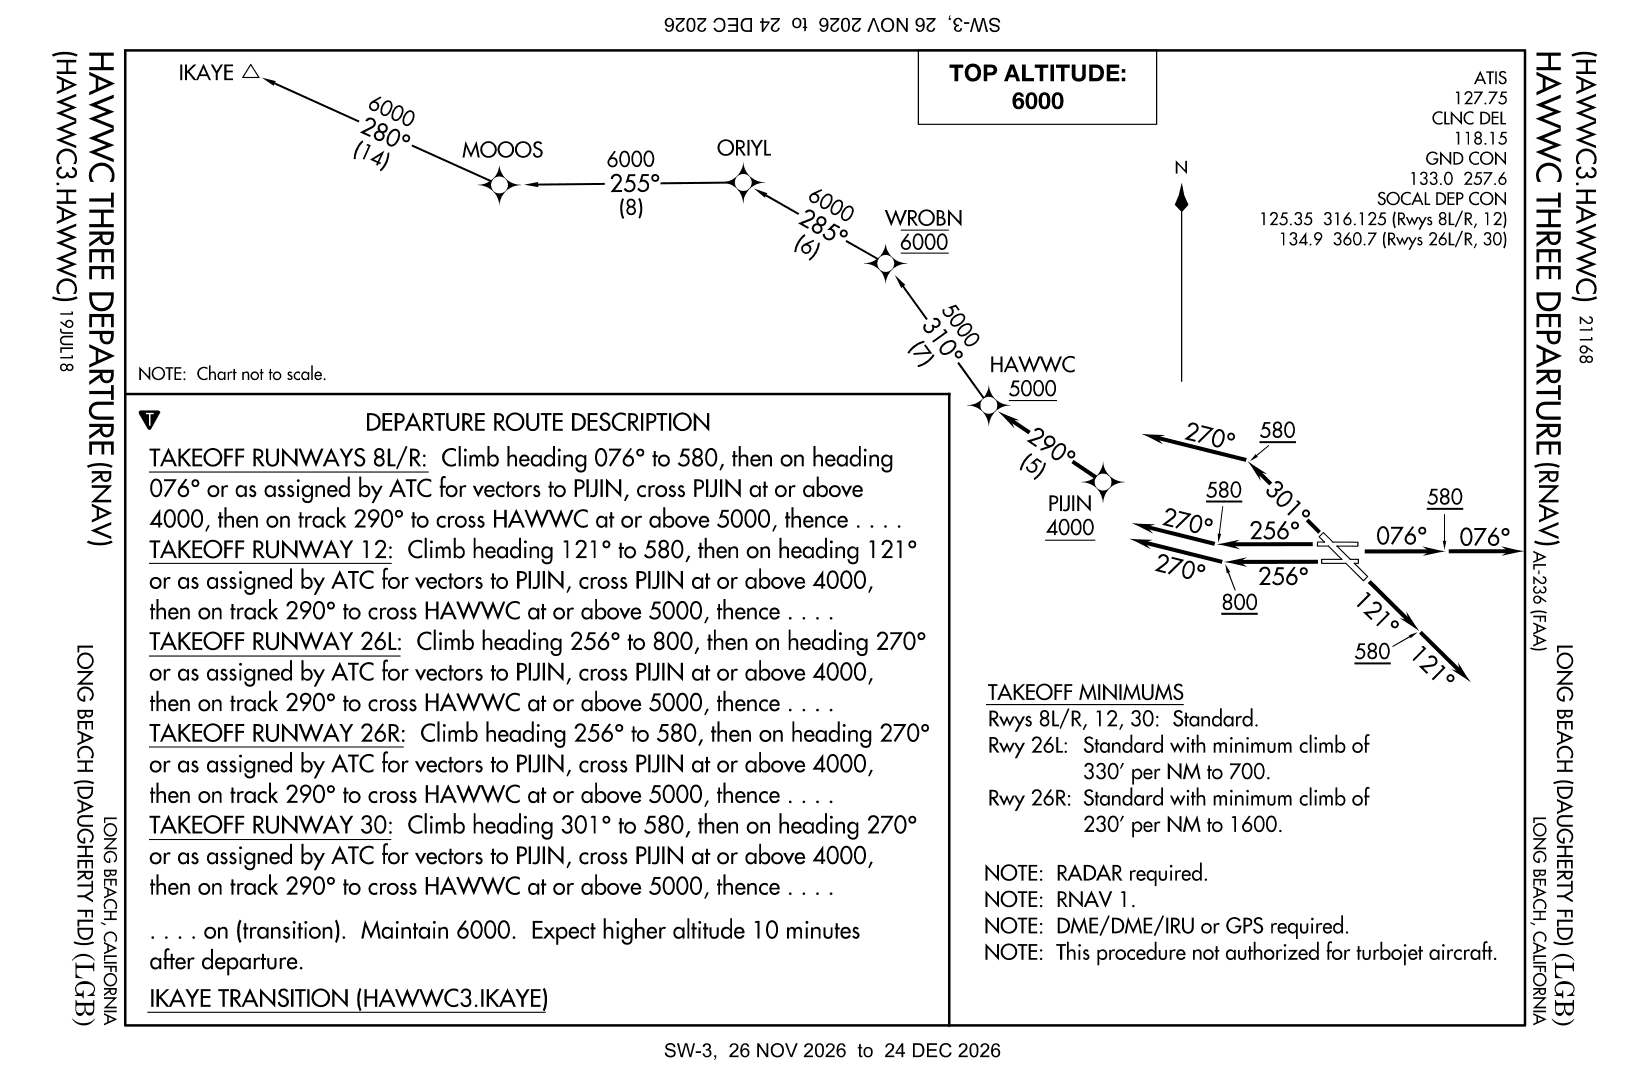 SW-3, 26 NOV 2026 to 24 DEC 2026
(HAWWC3.HAWWC) 19JUL18
HAWWC THREE DEPARTURE (RNAV)
LONG BEACH (DAUGHERTY FLD) (LGB)
LONG BEACH, CALIFORNIA
(HAWWC3.HAWWC) 21168
HAWWC THREE DEPARTURE (RNAV)
AL-236 (FAA)
LONG BEACH (DAUGHERTY FLD) (LGB)
LONG BEACH, CALIFORNIA
TOP ALTITUDE:
6000
ATIS
127.75
CLNC DEL
118.15
GND CON
133.0 257.6
SOCAL DEP CON
125.35 316.125 (Rwys 8L/R, 12)
134.9 360.7 (Rwys 26L/R, 30)
IKAYE
6000
280°
(14)
MOOOS
6000
255°
(8)
ORIYL
6000
285°
(6)
WROBN
6000
5000
310°
(7)
HAWWC
5000
290°
(5)
PIJIN
4000
N
270°
580
301°
580
270°
256°
270°
256°
800
580
076°
076°
121°
580
121°
NOTE: Chart not to scale.
T
DEPARTURE ROUTE DESCRIPTION
TAKEOFF RUNWAYS 8L/R: Climb heading 076° to 580, then on heading
076° or as assigned by ATC for vectors to PIJIN, cross PIJIN at or above
4000, then on track 290° to cross HAWWC at or above 5000, thence . . . .
TAKEOFF RUNWAY 12: Climb heading 121° to 580, then on heading 121°
or as assigned by ATC for vectors to PIJIN, cross PIJIN at or above 4000,
then on track 290° to cross HAWWC at or above 5000, thence . . . .
TAKEOFF RUNWAY 26L: Climb heading 256° to 800, then on heading 270°
or as assigned by ATC for vectors to PIJIN, cross PIJIN at or above 4000,
then on track 290° to cross HAWWC at or above 5000, thence . . . .
TAKEOFF RUNWAY 26R: Climb heading 256° to 580, then on heading 270°
or as assigned by ATC for vectors to PIJIN, cross PIJIN at or above 4000,
then on track 290° to cross HAWWC at or above 5000, thence . . . .
TAKEOFF RUNWAY 30: Climb heading 301° to 580, then on heading 270°
or as assigned by ATC for vectors to PIJIN, cross PIJIN at or above 4000,
then on track 290° to cross HAWWC at or above 5000, thence . . . .
. . . . on (transition). Maintain 6000. Expect higher altitude 10 minutes
after departure.
IKAYE TRANSITION (HAWWC3.IKAYE)
TAKEOFF MINIMUMS
Rwys 8L/R, 12, 30: Standard.
Rwy 26L: Standard with minimum climb of
330' per NM to 700.
Rwy 26R: Standard with minimum climb of
230' per NM to 1600.
NOTE: RADAR required.
NOTE: RNAV 1.
NOTE: DME/DME/IRU or GPS required.
NOTE: This procedure not authorized for turbojet aircraft.
SW-3, 26 NOV 2026 to 24 DEC 2026